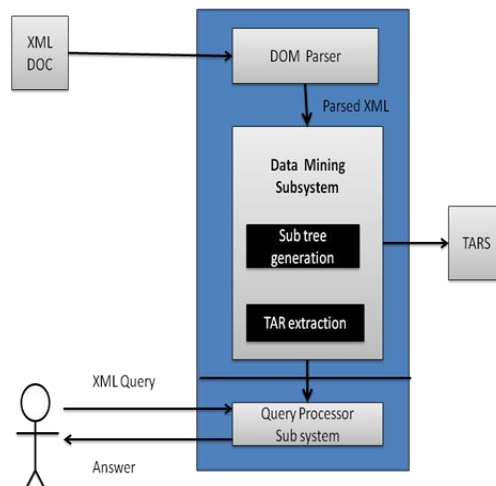 XML
DOC
DOM Parser
Parsed XML
Data Mining
Subsystem
Sub tree
generation
TARS
TAR extraction
XML Query
Query Processor
Sub system
Answer